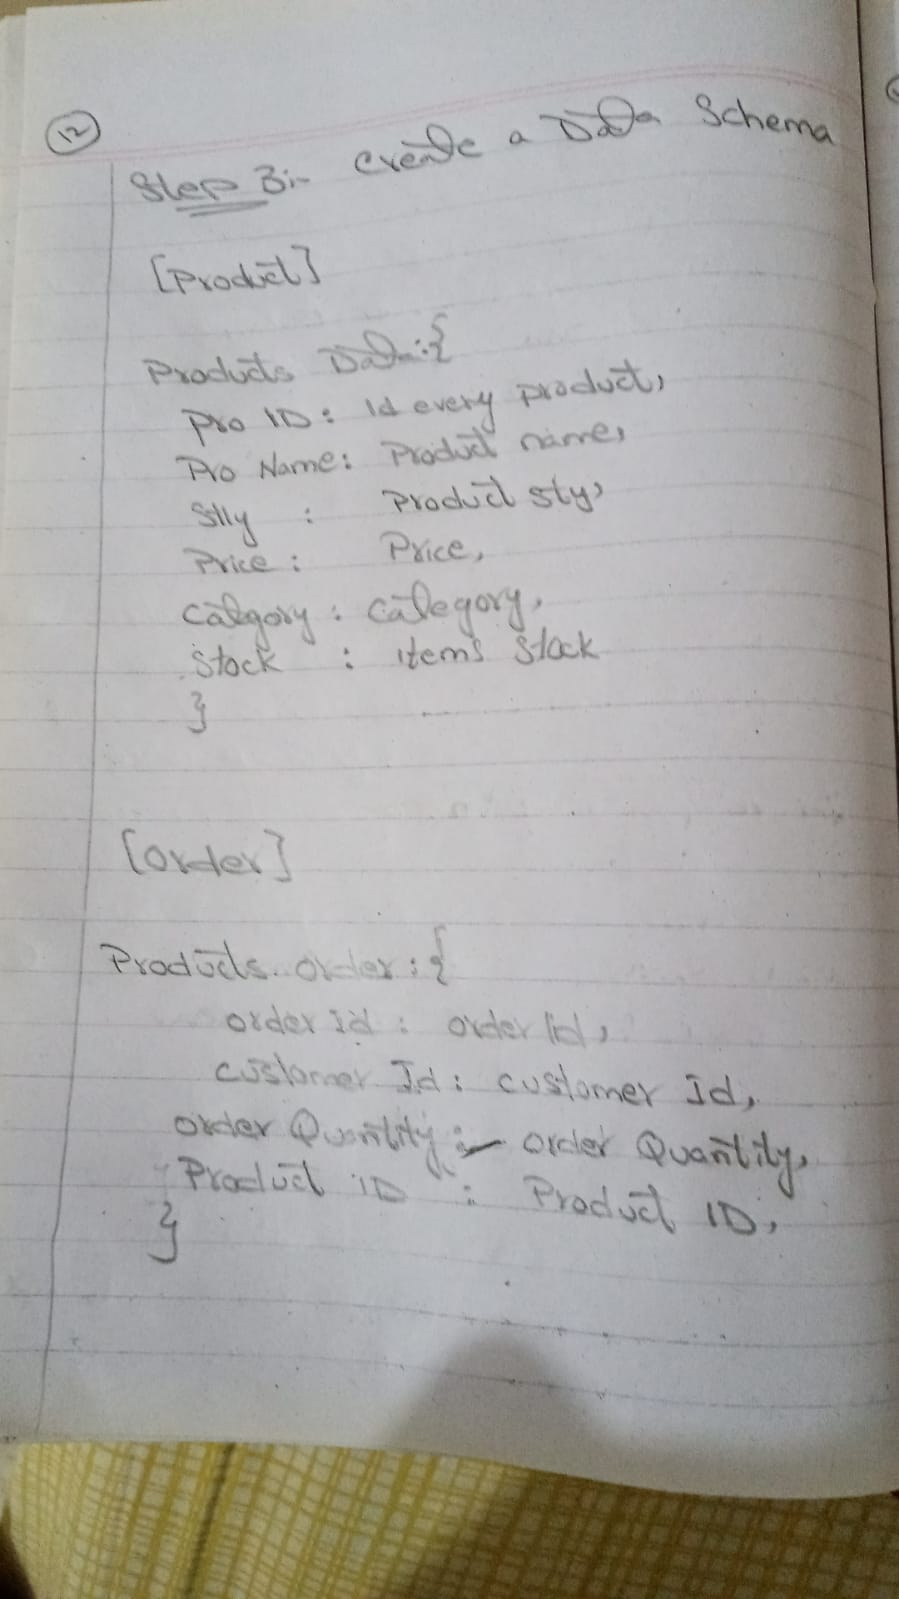 12
Step 3:- Create a Data Schema
[Product]
Products Data:{
Pro ID: Id every product,
Pro Name: Product name,
Slly : Product sty,
Price : Price,
Catgory : Category,
Stock : items stock
}
[Order]
Products order:{
order Id : order Id,
customer Id : customer Id,
order Quantity :- order Quantity,
Product ID : Product ID,
}